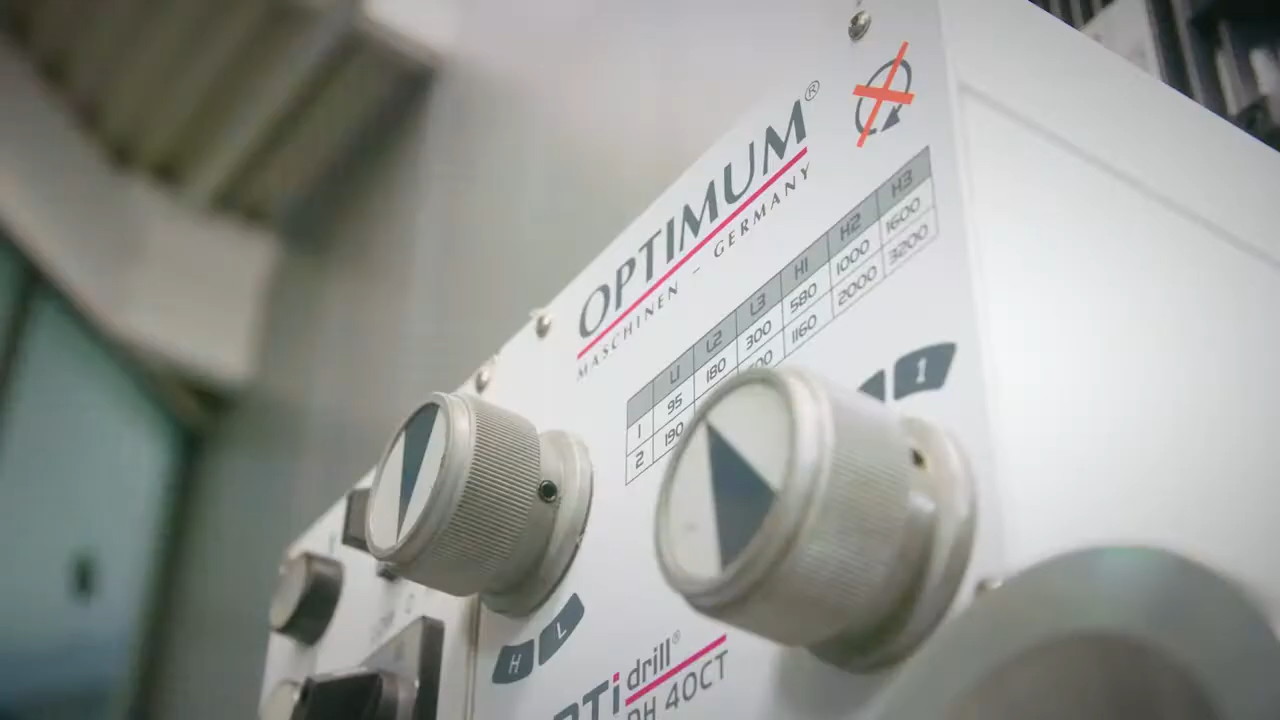 OPTIMUM®
MASCHINEN - GERMANY
L1 L2 L3 H1 H2 H3
1 95 180 300 580 1000 1600
2 190 1160 2000 3200
1
H L
drill®
40CT